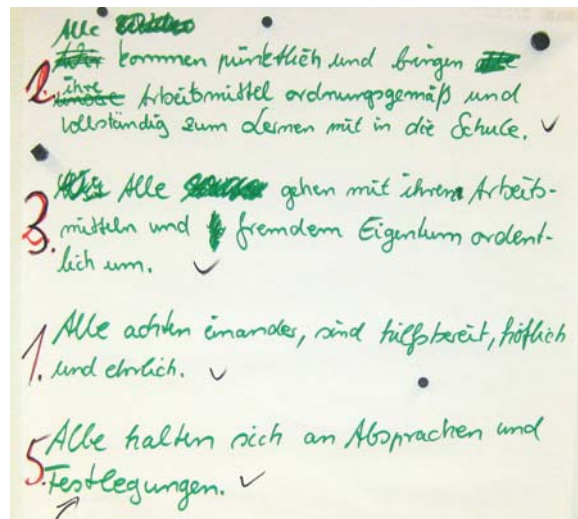 Alle
kommen pünktlich und bringen
2. ihre Arbeitsmittel ordnungsgemäß und
vollständig zum Lernen mit in die Schule. ✓
3. Alle gehen mit ihren Arbeits-
mitteln und fremdem Eigentum ordent-
lich um. ✓
1. Alle achten einander, sind hilfsbereit, höflich
und ehrlich. ✓
5. Alle halten sich an Absprachen und
Festlegungen. ✓